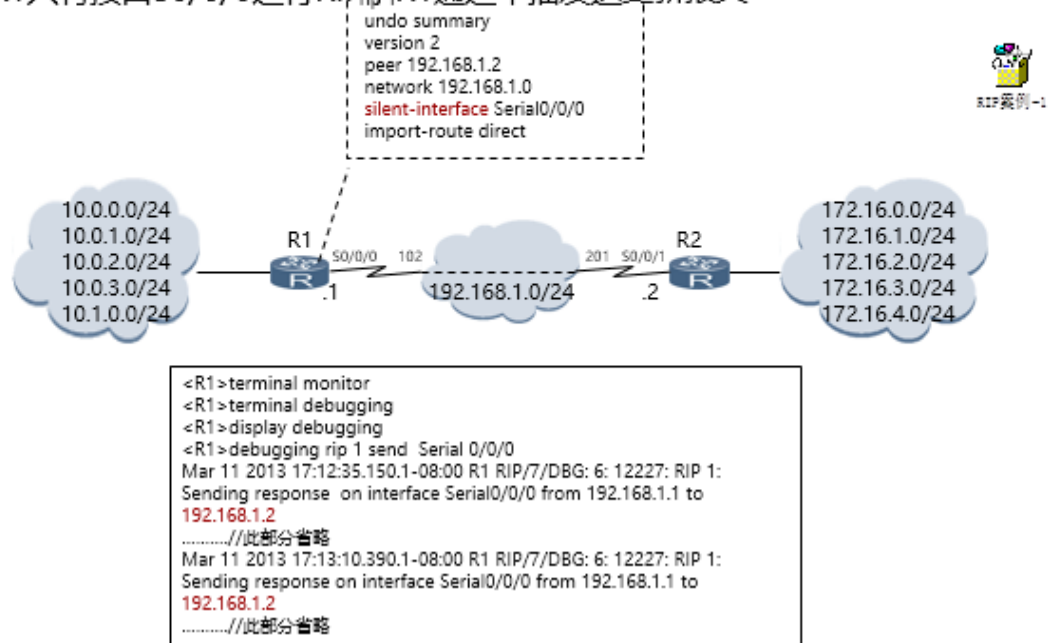 undo summary
version 2
peer 192.168.1.2
network 192.168.1.0
silent-interface Serial0/0/0
import-route direct
RIP案例-1
10.0.0.0/24
10.0.1.0/24
10.0.2.0/24
10.0.3.0/24
10.1.0.0/24
R1
S0/0/0
102
.1
192.168.1.0/24
201
S0/0/1
R2
.2
172.16.0.0/24
172.16.1.0/24
172.16.2.0/24
172.16.3.0/24
172.16.4.0/24
<R1>terminal monitor
<R1>terminal debugging
<R1>display debugging
<R1>debugging rip 1 send  Serial 0/0/0
Mar 11 2013 17:12:35.150.1-08:00 R1 RIP/7/DBG: 6: 12227: RIP 1:
Sending response  on interface Serial0/0/0 from 192.168.1.1 to
192.168.1.2
..........//此部分省略
Mar 11 2013 17:13:10.390.1-08:00 R1 RIP/7/DBG: 6: 12227: RIP 1:
Sending response on interface Serial0/0/0 from 192.168.1.1 to
192.168.1.2
..........//此部分省略